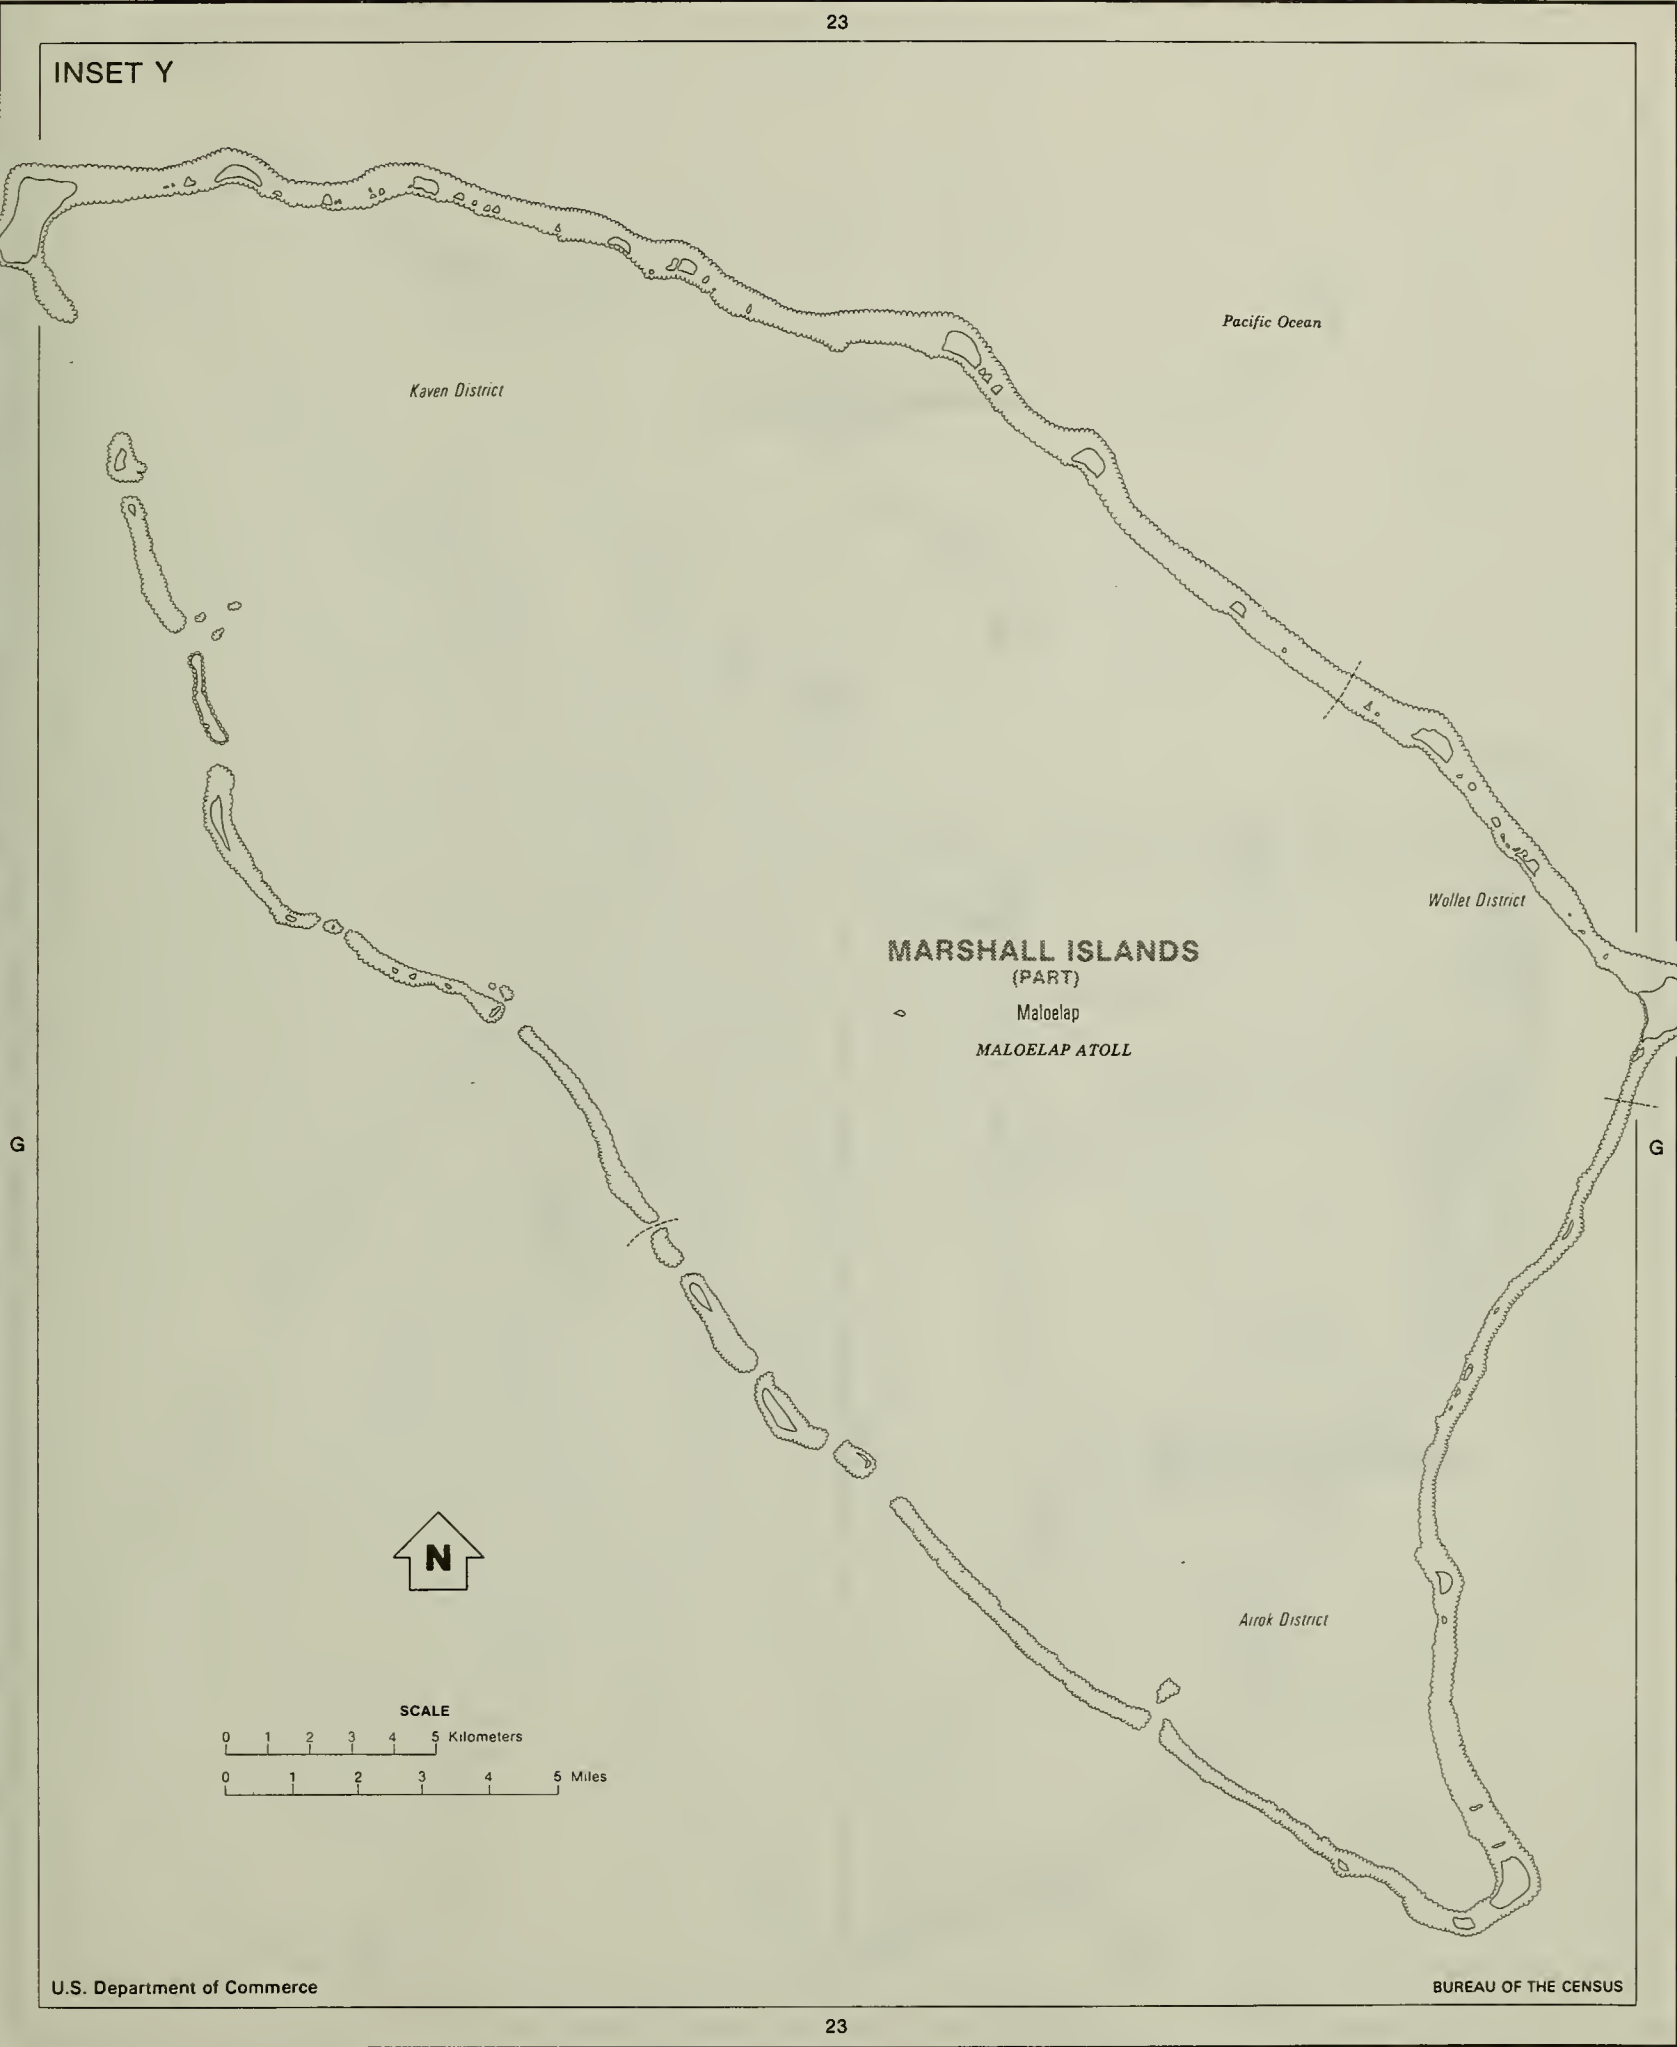 23
INSET Y
Pacific Ocean
Kaven District
Wollet District
MARSHALL ISLANDS
(PART)
Maloelap
MALOELAP ATOLL
G
G
N
Airok District
SCALE
0 1 2 3 4 5 Kilometers
0 1 2 3 4 5 Miles
U.S. Department of Commerce
BUREAU OF THE CENSUS
23